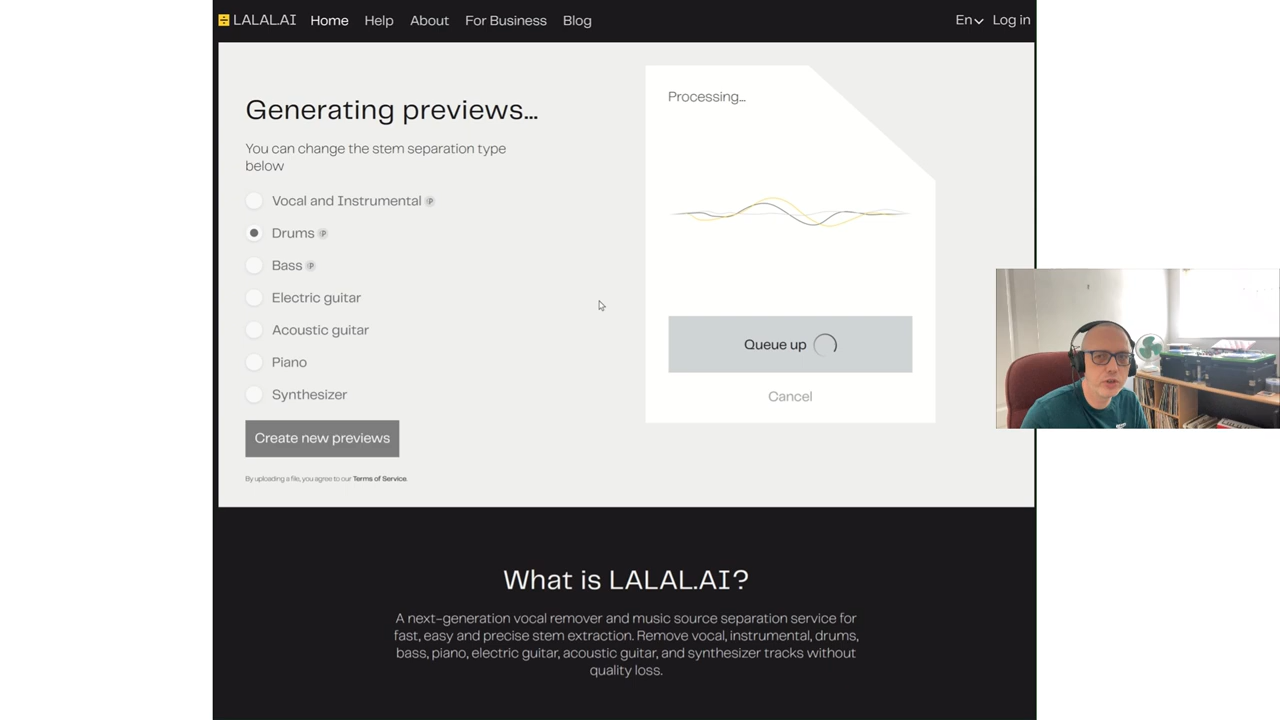 LALAL.AI Home Help About For Business Blog En Log in
Generating previews...
You can change the stem separation type
below
Vocal and Instrumental P
Drums P
Bass P
Electric guitar
Acoustic guitar
Piano
Synthesizer
Create new previews
By uploading a file, you agree to our Terms of Service.
Processing...
Queue up
Cancel
What is LALAL.AI?
A next-generation vocal remover and music source separation service for
fast, easy and precise stem extraction. Remove vocal, instrumental, drums,
bass, piano, electric guitar, acoustic guitar, and synthesizer tracks without
quality loss.